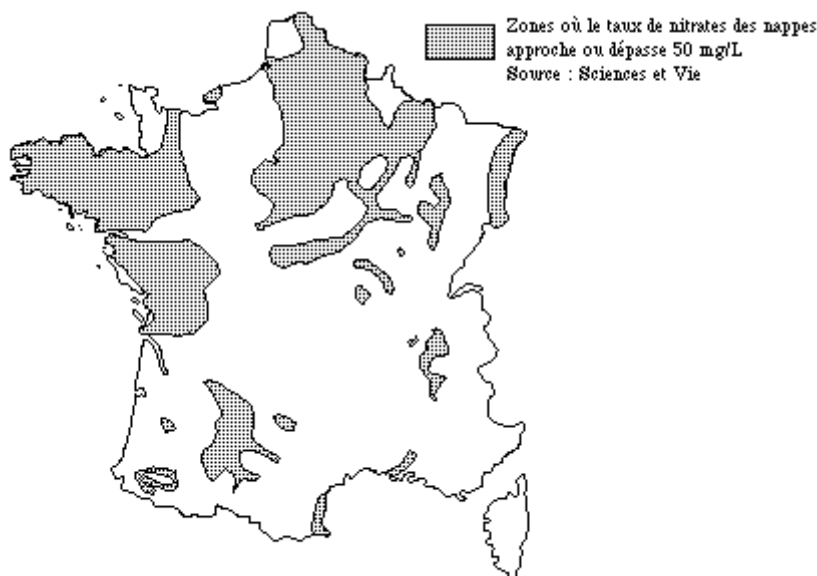 Zones où le taux de nitrates des nappes
approche ou dépasse 50 mg/L
Source : Sciences et Vie